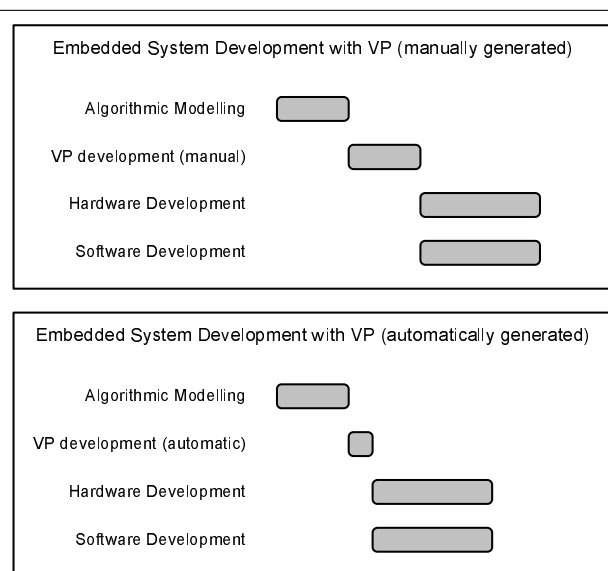 Embedded System Development with VP (manually generated)
Algorithmic Modelling
VP development (manual)
Hardware Development
Software Development
Embedded System Development with VP (automatically generated)
Algorithmic Modelling
VP development (automatic)
Hardware Development
Software Development